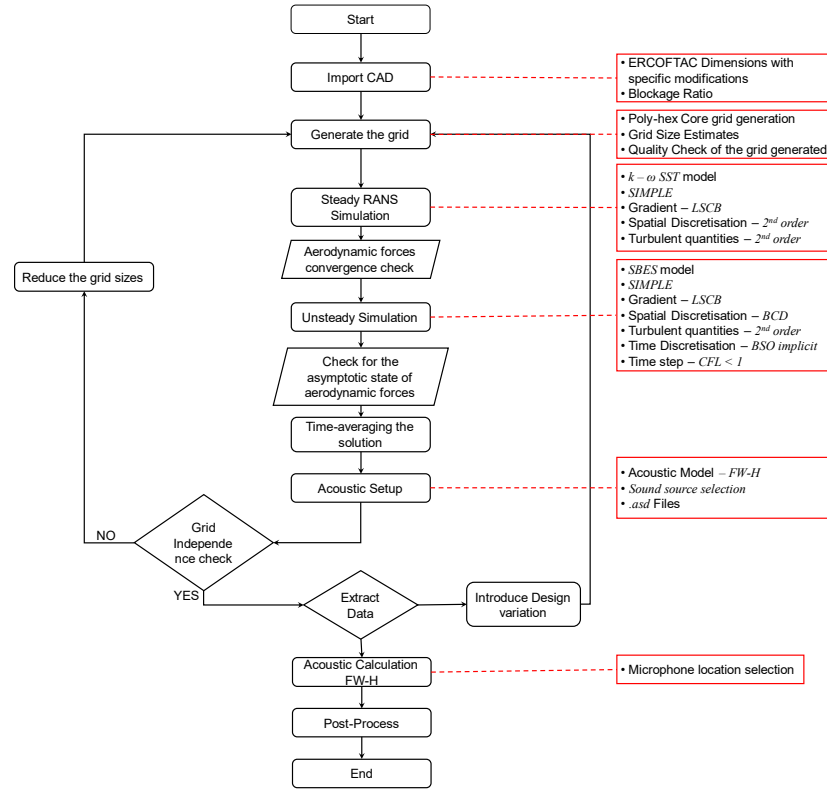 Start
Import CAD
• ERCOFTAC Dimensions with
specific modifications
• Blockage Ratio
Generate the grid
• Poly-hex Core grid generation
• Grid Size Estimates
• Quality Check of the grid generated
Steady RANS
Simulation
• k – ω SST model
• SIMPLE
• Gradient – LSCB
• Spatial Discretisation – 2nd order
• Turbulent quantities – 2nd order
Aerodynamic forces
convergence check
Reduce the grid sizes
Unsteady Simulation
• SBES model
• SIMPLE
• Gradient – LSCB
• Spatial Discretisation – BCD
• Turbulent quantities – 2nd order
• Time Discretisation – BSO implicit
• Time step – CFL < 1
Check for the
asymptotic state of
aerodynamic forces
Time-averaging the
solution
Acoustic Setup
• Acoustic Model – FW-H
• Sound source selection
• .asd Files
Grid
Independe
nce check
NO
YES
Extract
Data
Introduce Design
variation
Acoustic Calculation
FW-H
• Microphone location selection
Post-Process
End